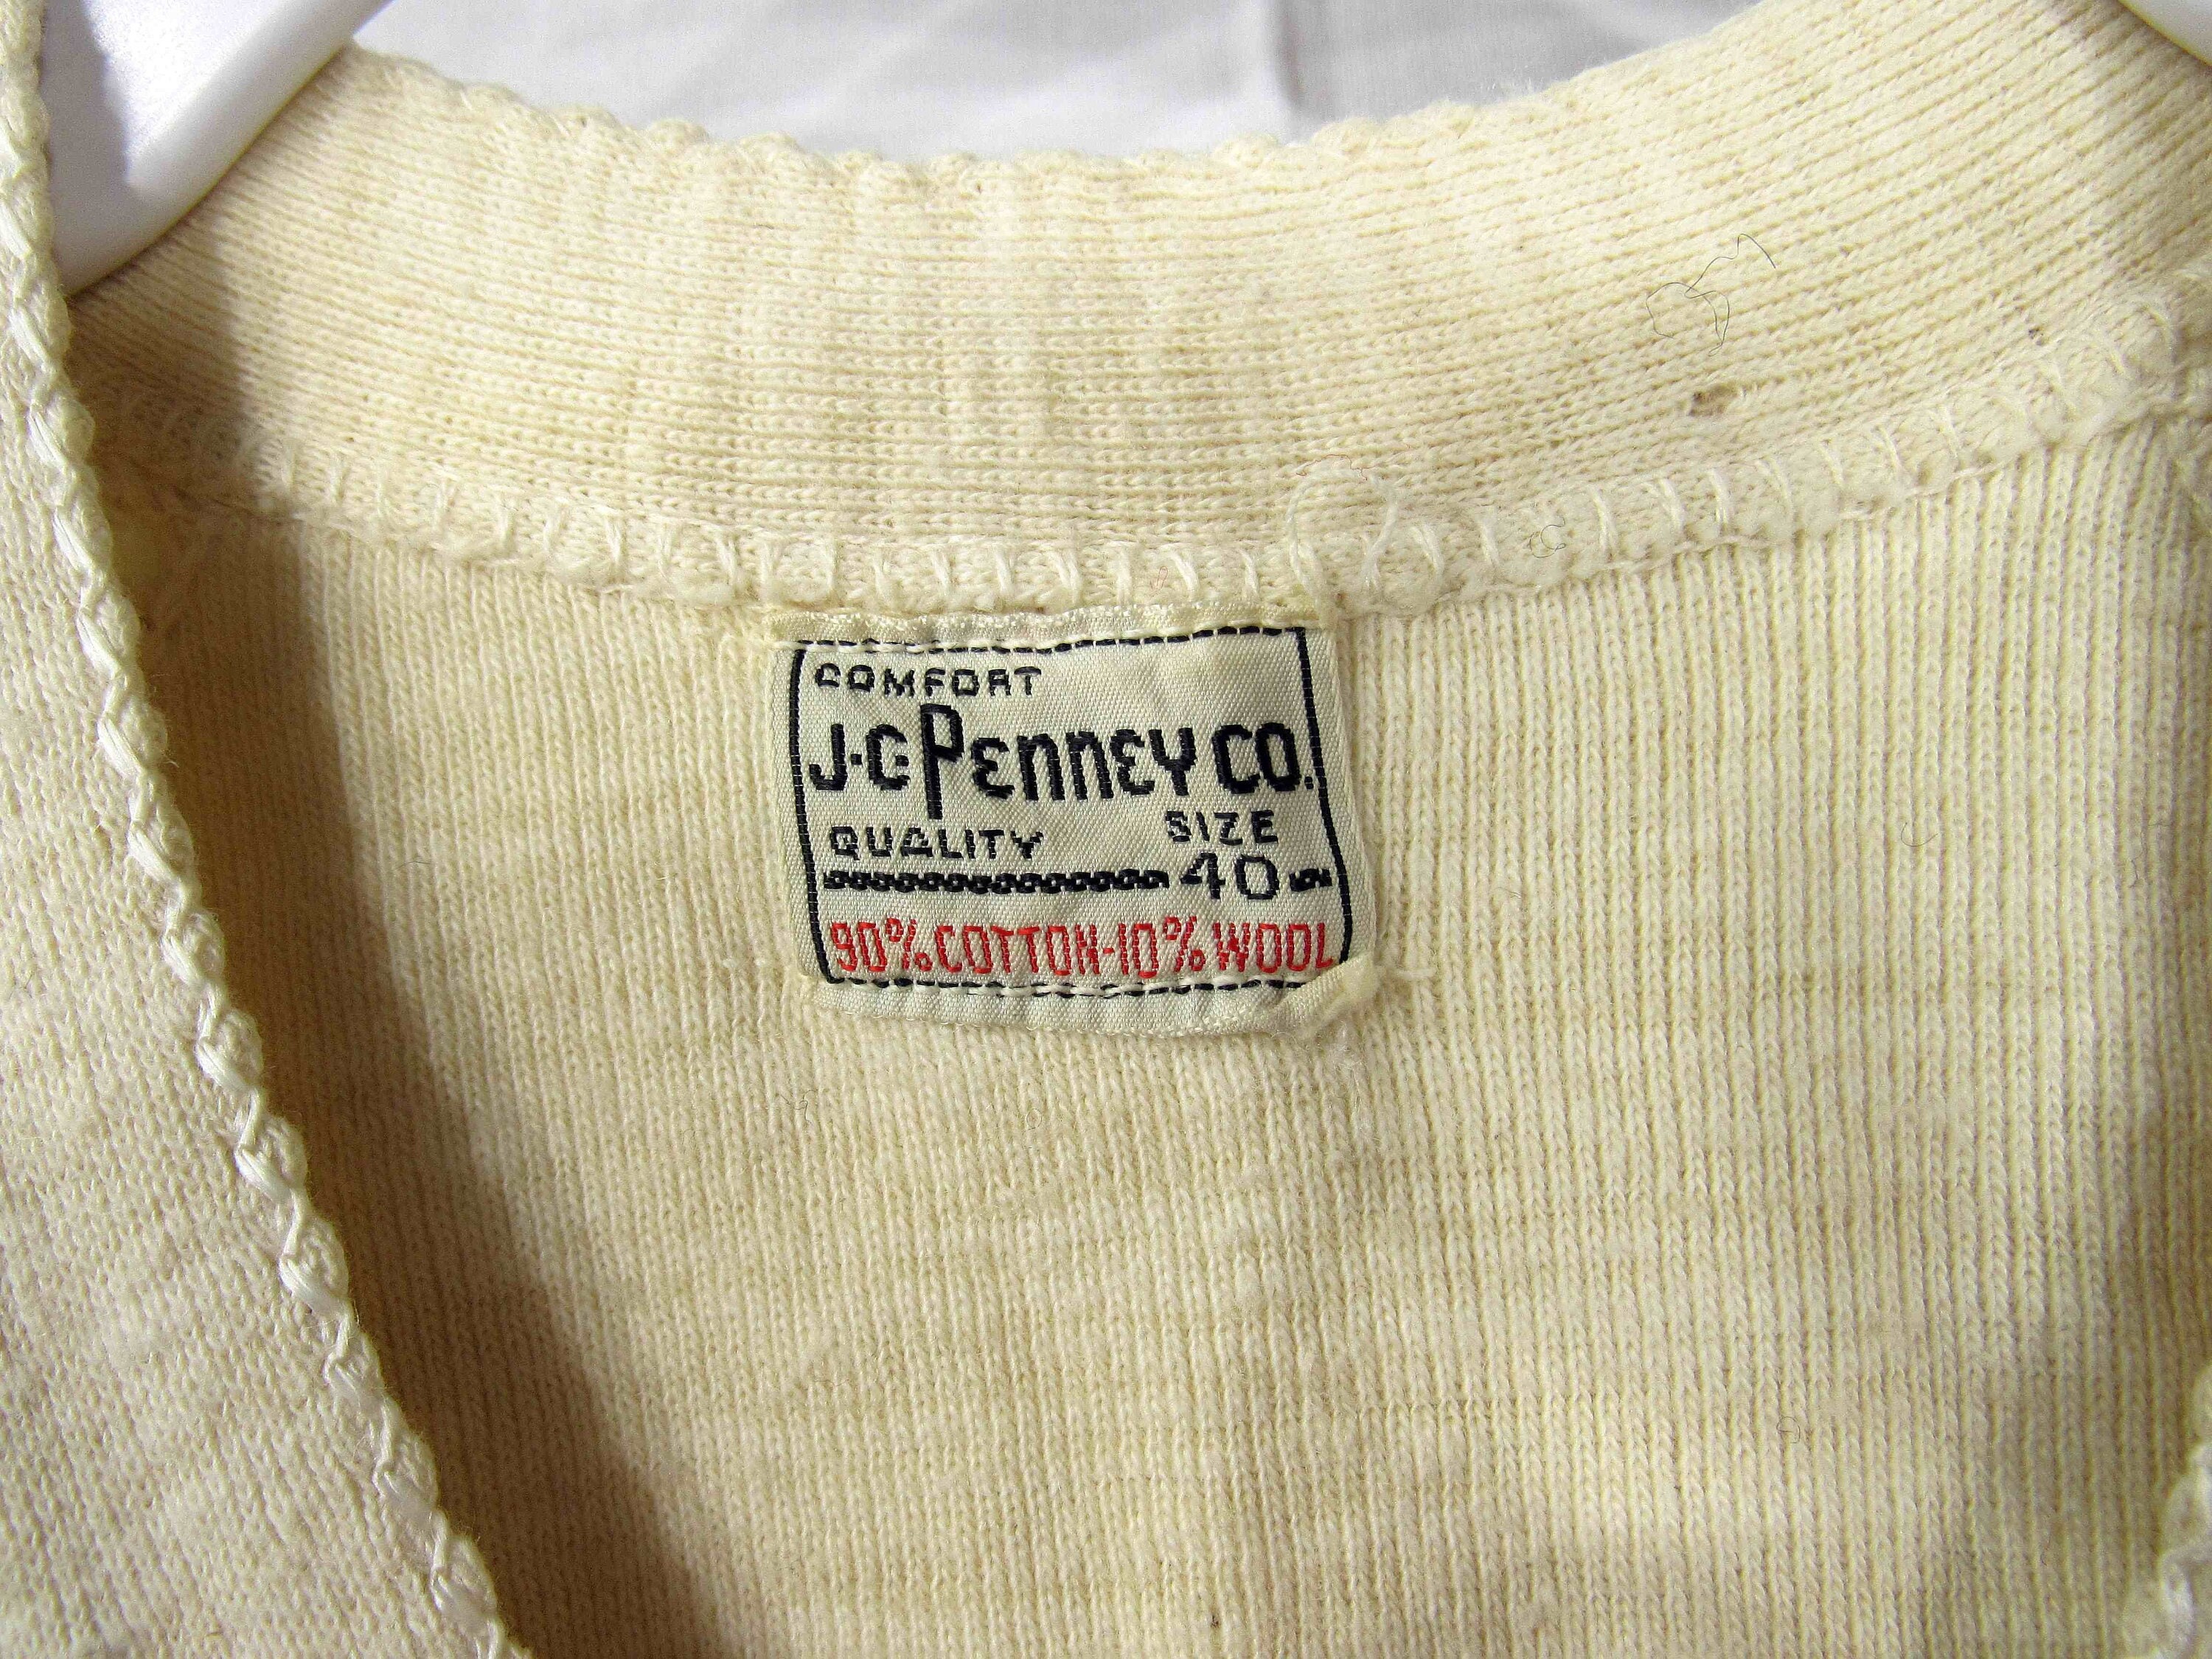 COMFORT
J.C. PENNEY CO.
QUALITY SIZE
40
90% COTTON-10% WOOL